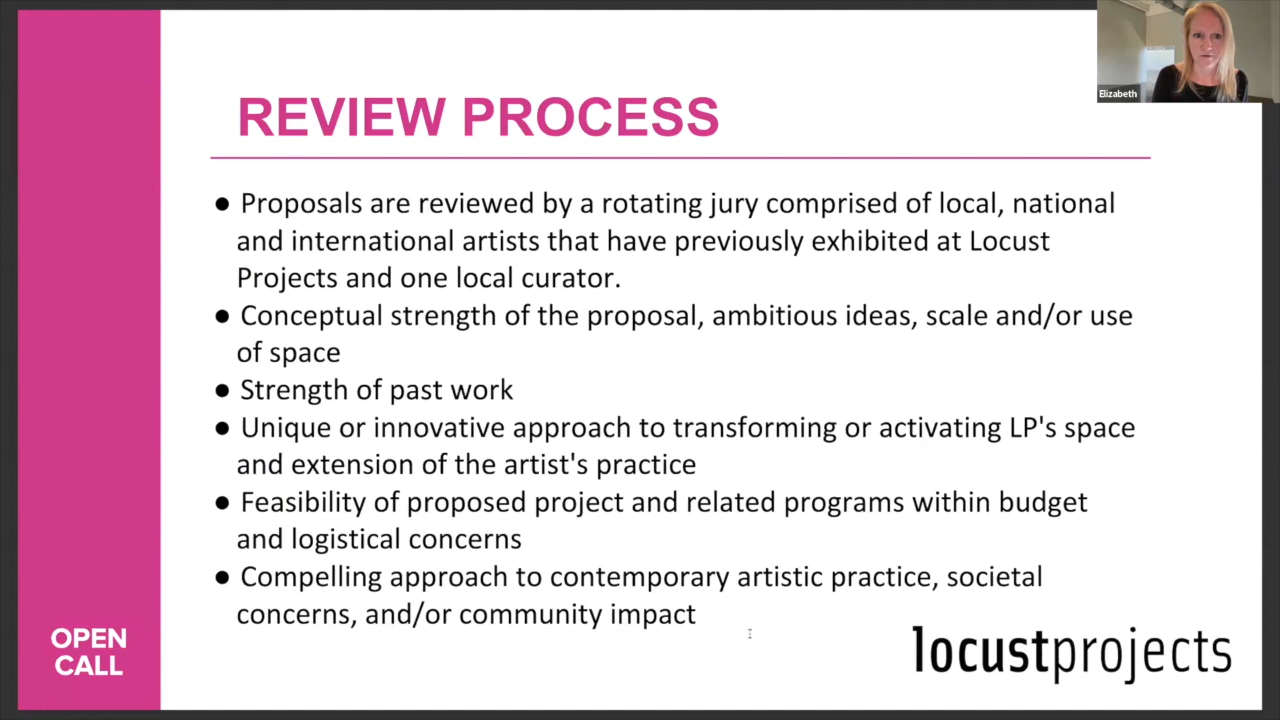 Elizabeth
REVIEW PROCESS
● Proposals are reviewed by a rotating jury comprised of local, national
and international artists that have previously exhibited at Locust
Projects and one local curator.
● Conceptual strength of the proposal, ambitious ideas, scale and/or use
of space
● Strength of past work
● Unique or innovative approach to transforming or activating LP's space
and extension of the artist's practice
● Feasibility of proposed project and related programs within budget
and logistical concerns
● Compelling approach to contemporary artistic practice, societal
concerns, and/or community impact
OPEN
CALL
locustprojects